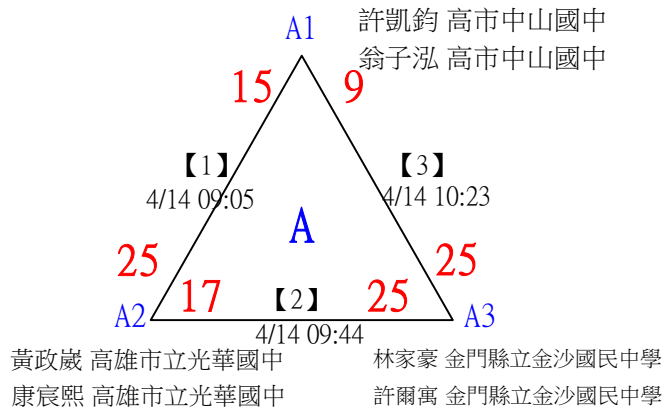 A1
許凱鈞 高市中山國中
翁子泓 高市中山國中
15
9
【1】
4/14 09:05
【3】
4/14 10:23
A
25
25
17
【2】
25
A2
A3
4/14 09:44
黃政崴 高雄市立光華國中
康宸熙 高雄市立光華國中
林家豪 金門縣立金沙國民中學
許爾寓 金門縣立金沙國民中學